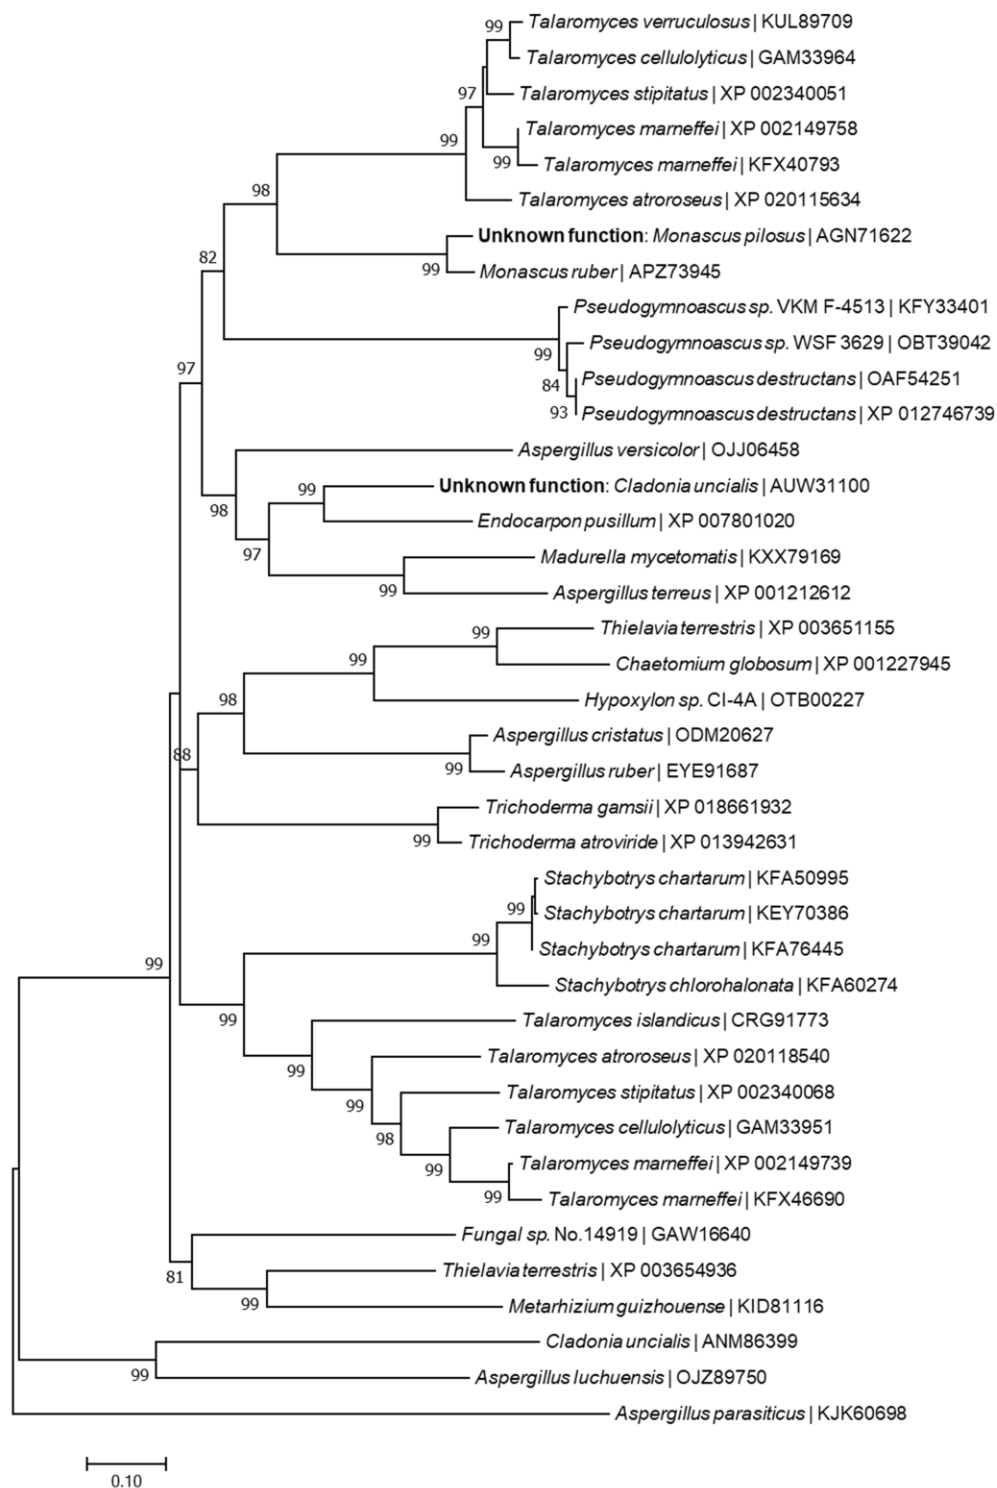 99
Talaromyces verruculosus | KUL89709
Talaromyces cellulolyticus | GAM33964
97
Talaromyces stipitatus | XP 002340051
Talaromyces marneffei | XP 002149758
99
99
Talaromyces marneffei | KFX40793
98
Talaromyces atroroseus | XP 020115634
Unknown function: Monascus pilosus | AGN71622
82
99
Monascus ruber | APZ73945
Pseudogymnoascus sp. VKM F-4513 | KFY33401
99
Pseudogymnoascus sp. WSF 3629 | OBT39042
97
84
Pseudogymnoascus destructans | OAF54251
93
Pseudogymnoascus destructans | XP 012746739
Aspergillus versicolor | OJJ06458
99
Unknown function: Cladonia uncialis | AUW31100
98
Endocarpon pusillum | XP 007801020
97
Madurella mycetomatis | KXX79169
99
Aspergillus terreus | XP 001212612
99
Thielavia terrestris | XP 003651155
99
Chaetomium globosum | XP 001227945
98
Hypoxylon sp. CI-4A | OTB00227
Aspergillus cristatus | ODM20627
88
99
Aspergillus ruber | EYE91687
Trichoderma gamsii | XP 018661932
99
Trichoderma atroviride | XP 013942631
Stachybotrys chartarum | KFA50995
99
Stachybotrys chartarum | KEY70386
99
Stachybotrys chartarum | KFA76445
99
Stachybotrys chlorohalonata | KFA60274
99
Talaromyces islandicus | CRG91773
99
Talaromyces atroroseus | XP 020118540
99
Talaromyces stipitatus | XP 002340068
98
Talaromyces cellulolyticus | GAM33951
99
Talaromyces marneffei | XP 002149739
99
Talaromyces marneffei | KFX46690
Fungal sp. No.14919 | GAW16640
81
Thielavia terrestris | XP 003654936
99
Metarhizium guizhouense | KID81116
Cladonia uncialis | ANM86399
99
Aspergillus luchuensis | OJZ89750
Aspergillus parasiticus | KJK60698
0.10